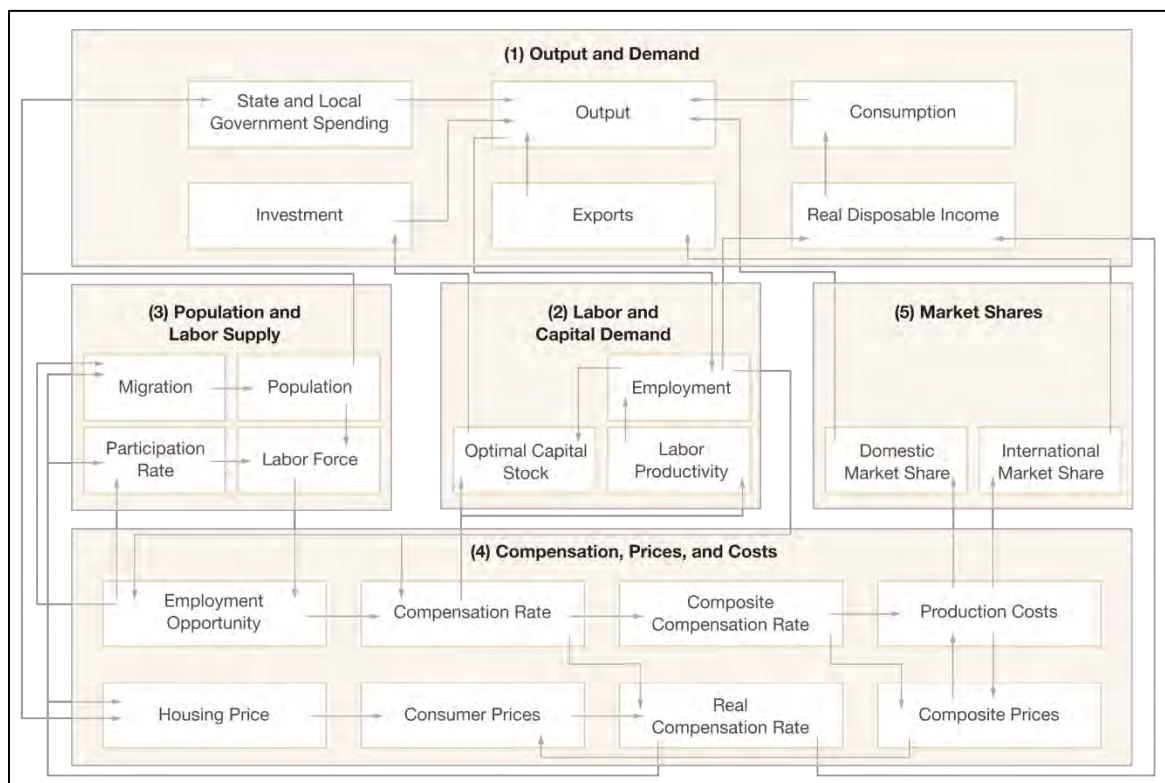 (1) Output and Demand
State and Local
Government Spending
Output
Consumption
Investment
Exports
Real Disposable Income
(3) Population and
Labor Supply
Migration
Population
Participation
Rate
Labor Force
(2) Labor and
Capital Demand
Employment
Optimal Capital
Stock
Labor
Productivity
(5) Market Shares
Domestic
Market Share
International
Market Share
(4) Compensation, Prices, and Costs
Employment
Opportunity
Compensation Rate
Composite
Compensation Rate
Production Costs
Housing Price
Consumer Prices
Real
Compensation Rate
Composite Prices